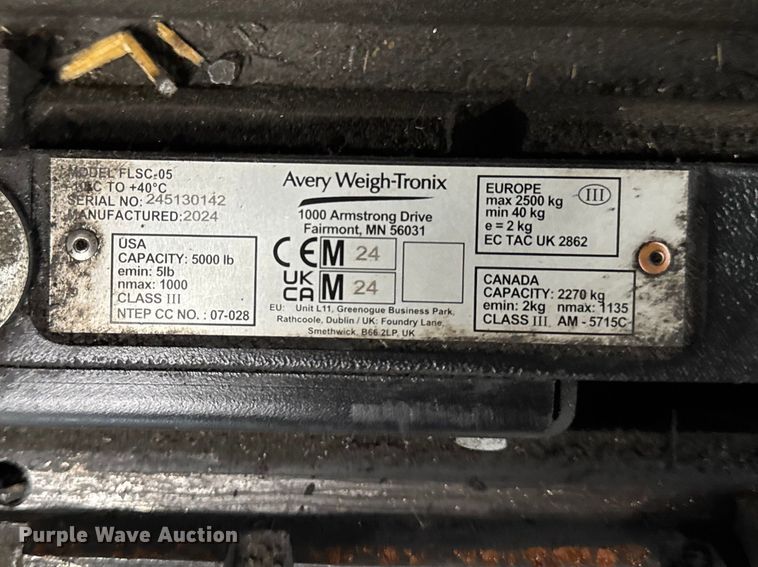 MODEL FLSC-05
-10°C TO +40°C
SERIAL NO: 245130142
MANUFACTURED:2024
USA
CAPACITY: 5000 lb
emin: 5lb
nmax: 1000
CLASS III
NTEP CC NO. : 07-028
Avery Weigh-Tronix
1000 Armstrong Drive
Fairmont, MN 56031
CE M 24
UK CA M 24
EU: Unit L11, Greenogue Business Park,
Rathcoole, Dublin / UK: Foundry Lane,
Smethwick, B66 2LP, UK
EUROPE III
max 2500 kg
min 40 kg
e = 2 kg
EC TAC UK 2862
CANADA
CAPACITY: 2270 kg
emin: 2kg nmax: 1135
CLASS III AM - 5715C
Purple Wave Auction